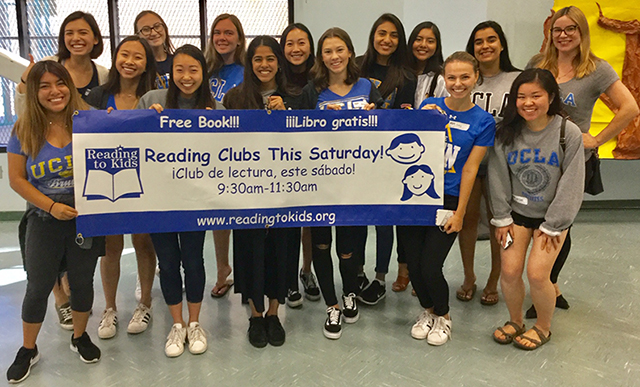 Free Book!!! ¡¡¡Libro gratis!!!
Reading
to Kids
Reading Clubs This Saturday!
¡Club de lectura, este sábado!
9:30am-11:30am
www.readingtokids.org
UCLA
UCLA
UCLA